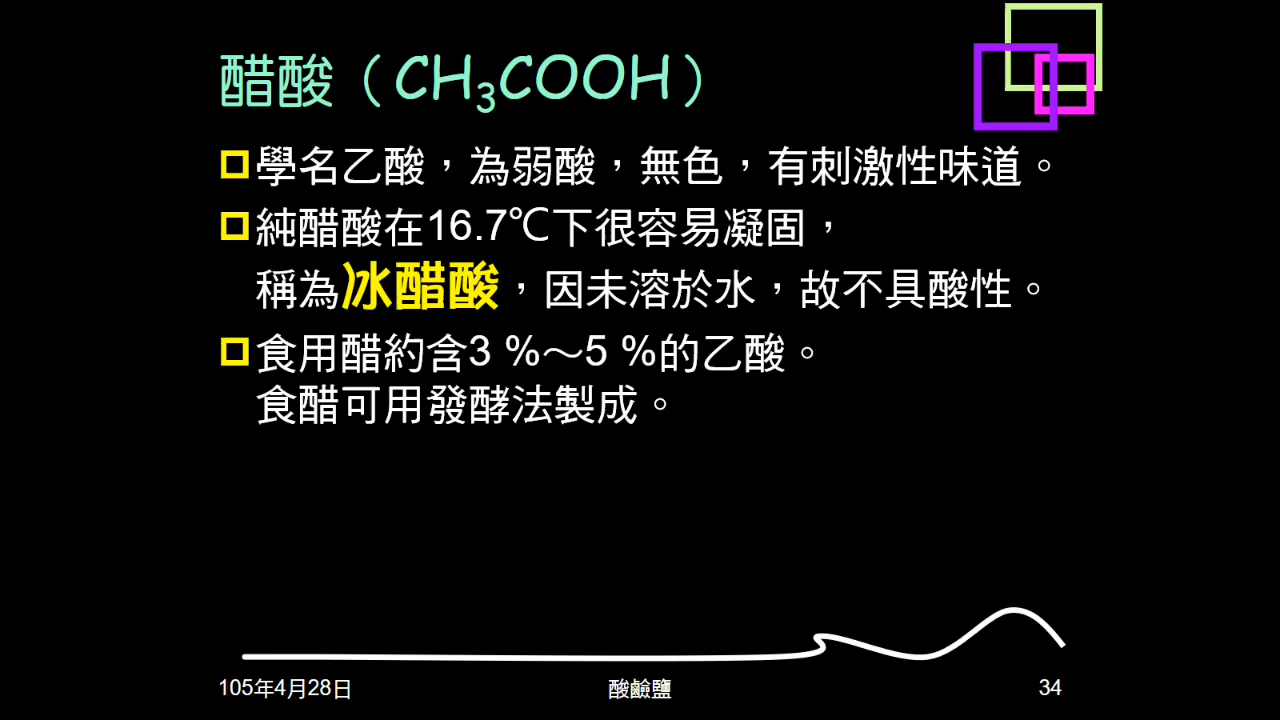 醋酸（CH₃COOH）
學名乙酸，為弱酸，無色，有刺激性味道。
純醋酸在16.7℃下很容易凝固，
稱為冰醋酸，因未溶於水，故不具酸性。
食用醋約含3 %～5 %的乙酸。
食醋可用發酵法製成。
105年4月28日
酸鹼鹽
34